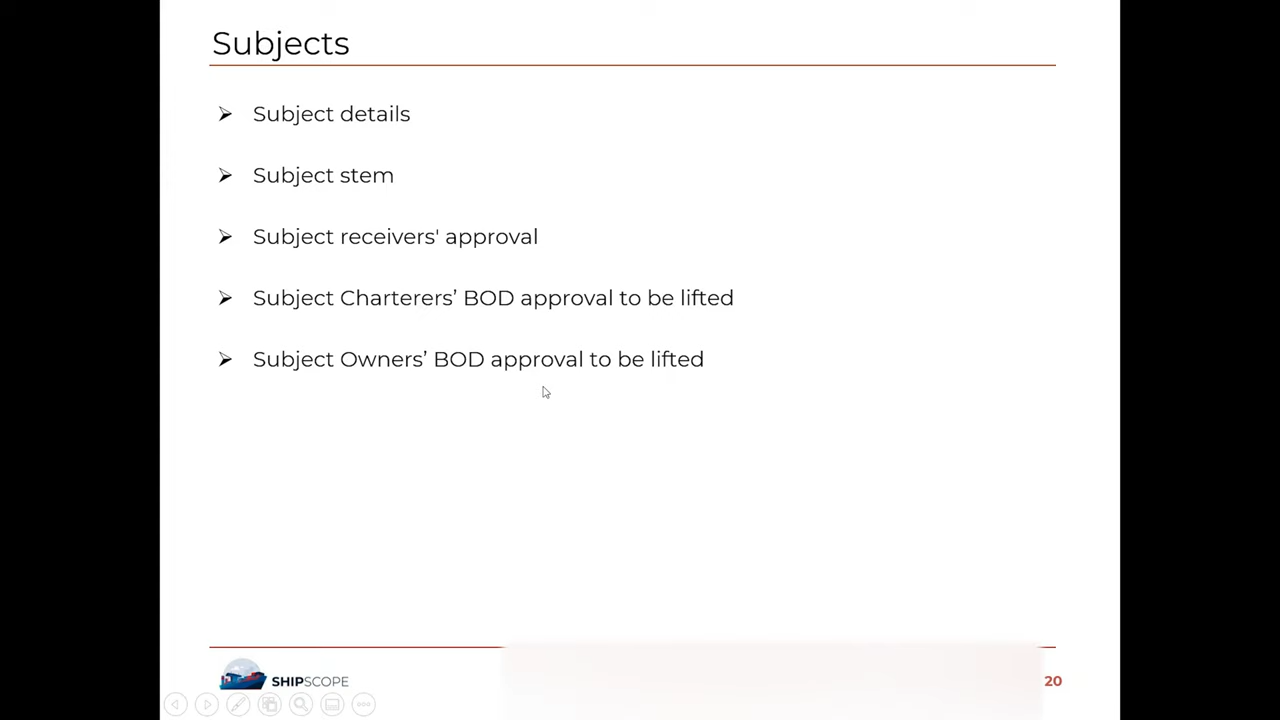 Subjects
Subject details
Subject stem
Subject receivers' approval
Subject Charterers’ BOD approval to be lifted
Subject Owners’ BOD approval to be lifted
SHIPSCOPE
20